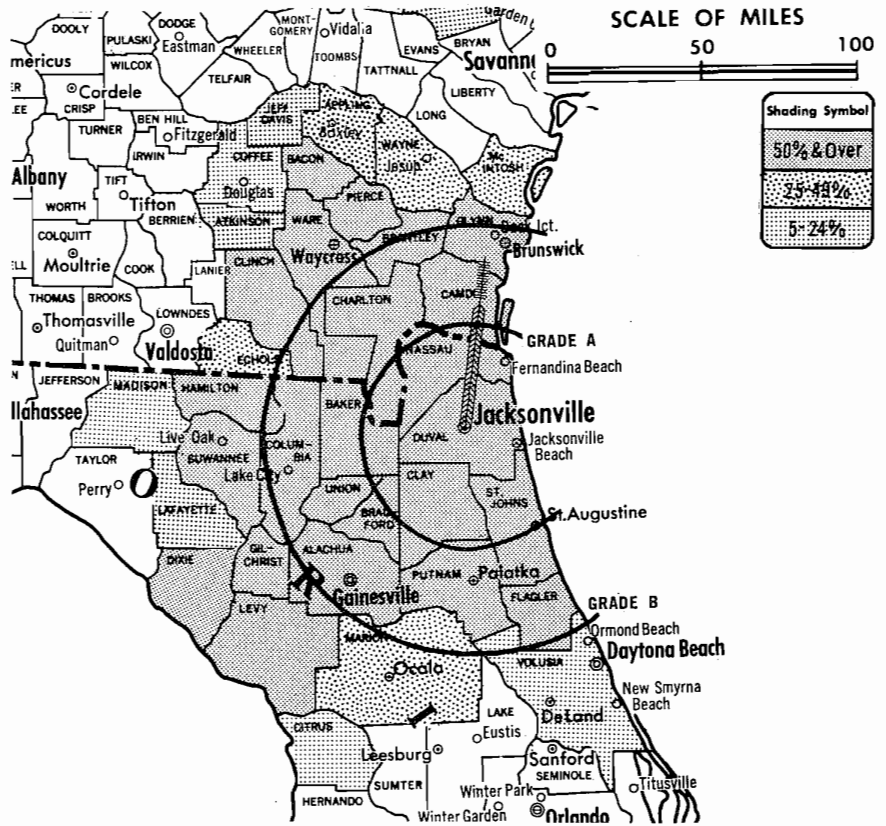 SCALE OF MILES
0 50 100
Shading Symbol
50% & Over
25-49%
5-24%
DOOLY
PULASKI
DODGE
Eastman
MONT-
GOMERY
Vidalia
WHEELER
TOOMBS
EVANS
BRYAN
mericus
WILCOX
TELFAIR
TATTNALL
Savann
Cordele
CRISP
LIBERTY
LEE
TURNER
BEN HILL
Fitzgerald
JEFF
DAVIS
APPLING
Baxley
LONG
IRWIN
COFFEE
BACON
WAYNE
Jesup
Mc
INTOSH
Albany
TIFT
Tifton
Douglas
PIERCE
WORTH
BERRIEN
ATKINSON
WARE
BRANTLEY
GLYNN
Dock Jct.
Brunswick
COLQUITT
Moultrie
COOK
LANIER
CLINCH
Waycross
CHARLTON
CAMDE
THOMAS
BROOKS
LOWNDES
Thomasville
Quitman
Valdosta
ECHOLS
NASSAU
GRADE A
Fernandina Beach
JEFFERSON
MADISON
HAMILTON
BAKER
llahassee
Jacksonville
Live Oak
SUWANNEE
COLUM-
BIA
DUVAL
Jacksonville
Beach
TAYLOR
Perry
Lake City
UNION
CLAY
ST.
JOHNS
O
LAFAYETTE
BRAD
FORD
St. Augustine
DIXIE
GIL-
CHRIST
ALACHUA
PUTNAM
Palatka
R
Gainesville
FLAGLER
GRADE B
LEVY
MARION
Ormond Beach
Daytona Beach
Ocala
VOLUSIA
New Smyrna
Beach
I
LAKE
DeLand
CITRUS
Eustis
Leesburg
Sanford
SEMINOLE
SUMTER
Titusville
HERNANDO
Winter Park
Winter Garden
Orlando